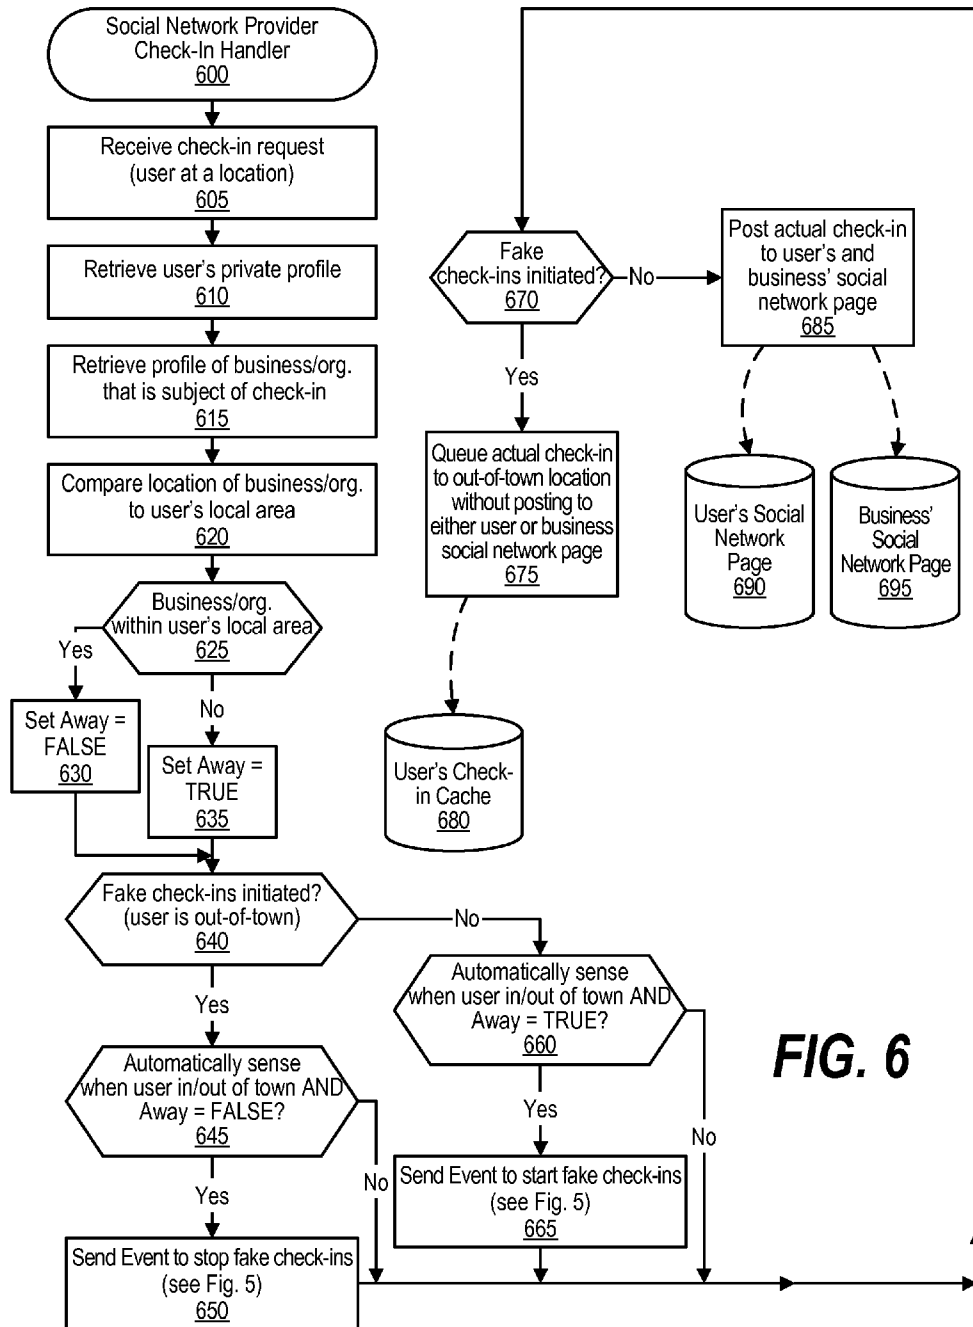 Social Network Provider
Check-In Handler
600
Receive check-in request
(user at a location)
605
Retrieve user's private profile
610
Retrieve profile of business/org.
that is subject of check-in
615
Compare location of business/org.
to user's local area
620
Business/org.
within user's local area
625
Yes
No
Set Away =
FALSE
630
Set Away =
TRUE
635
Fake check-ins initiated?
(user is out-of-town)
640
No
Yes
Automatically sense
when user in/out of town AND
Away = FALSE?
645
No
Yes
Send Event to stop fake check-ins
(see Fig. 5)
650
Automatically sense
when user in/out of town AND
Away = TRUE?
660
Yes
No
Send Event to start fake check-ins
(see Fig. 5)
665
Fake
check-ins initiated?
670
No
Yes
Queue actual check-in
to out-of-town location
without posting to
either user or business
social network page
675
User's Check-
in Cache
680
Post actual check-in
to user's and
business' social
network page
685
User's Social
Network
Page
690
Business'
Social
Network Page
695
FIG. 6